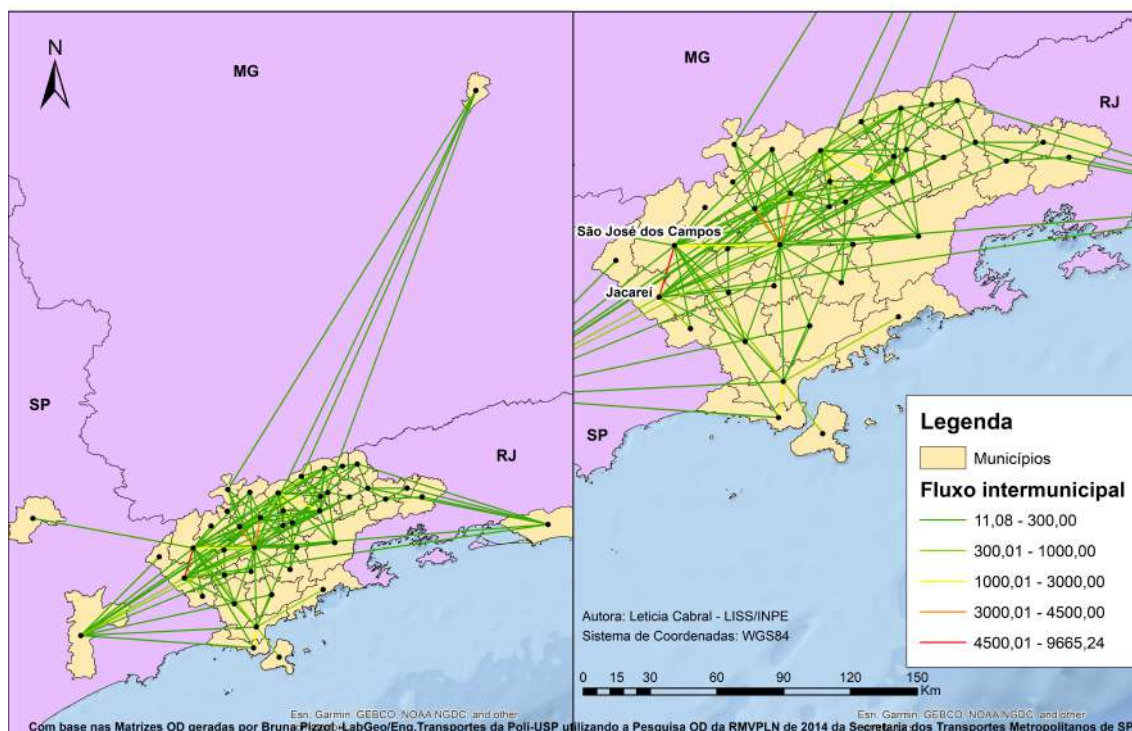 N
MG
SP
RJ
MG
RJ
São José dos Campos
Jacareí
SP
Legenda
Municípios
Fluxo intermunicipal
11,08 - 300,00
300,01 - 1000,00
1000,01 - 3000,00
3000,01 - 4500,00
4500,01 - 9665,24
Autora: Leticia Cabral - LISS/INPE
Sistema de Coordenadas: WGS84
0 15 30 60 90 120 150
Km
Esri, Garmin, GEBCO, NOAA NGDC, and other
Esri, Garmin, GEBCO, NOAA NGDC, and other
Com base nas Matrizes OD geradas por Bruna Pizzol -LabGeo/Eng.Transportes da Poli-USP utilizando a Pesquisa OD da RMVPLN de 2014 da Secretaria dos Transportes Metropolitanos de SP